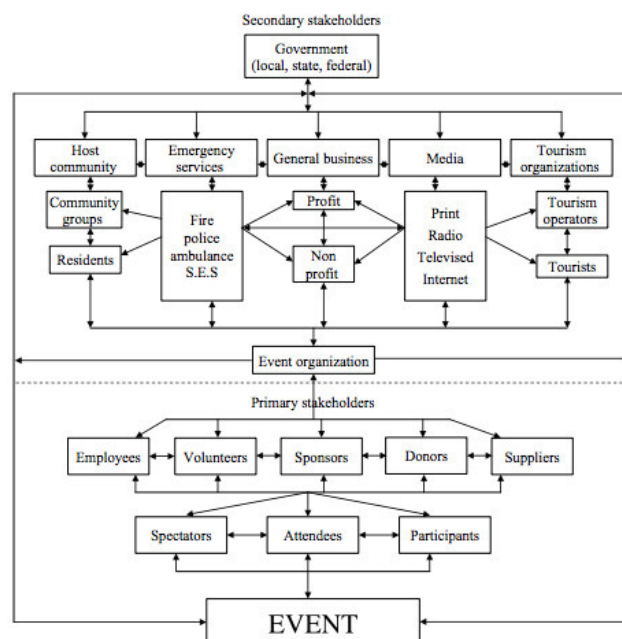 Secondary stakeholders
Government
(local, state, federal)
Host
community
Emergency
services
General business
Media
Tourism
organizations
Community
groups
Fire
police
ambulance
S.E.S
Profit
Print
Radio
Televised
Internet
Tourism
operators
Residents
Non
profit
Tourists
Event organization
Primary stakeholders
Employees
Volunteers
Sponsors
Donors
Suppliers
Spectators
Attendees
Participants
EVENT